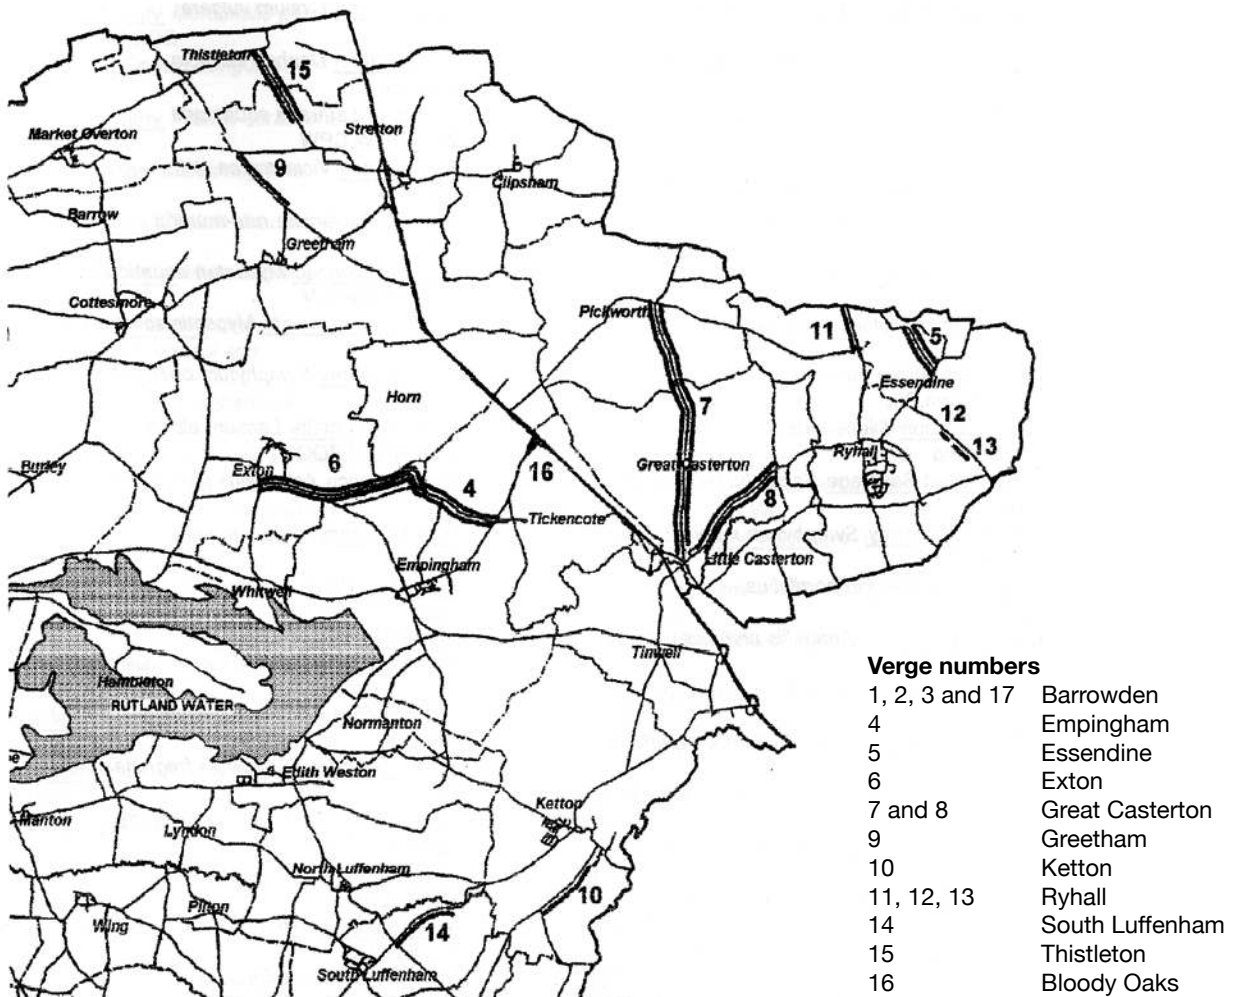 Thistleton
15
Market Overton
Stretton
9
Clipsham
Barrow
Greetham
Cottesmore
Pickworth
11
5
Essendine
Horn
7
12
13
Burley
Exton
6
4
16
Great Casterton
Ryhall
8
Tickencote
Little Casterton
Empingham
Whitwell
Tinwell
Hambleton
RUTLAND WATER
Normanton
Edith Weston
Ketton
Manton
Lyndon
North Luffenham
10
Pilton
Wing
14
South Luffenham
Verge numbers
1, 2, 3 and 17 Barrowden
4 Empingham
5 Essendine
6 Exton
7 and 8 Great Casterton
9 Greetham
10 Ketton
11, 12, 13 Ryhall
14 South Luffenham
15 Thistleton
16 Bloody Oaks